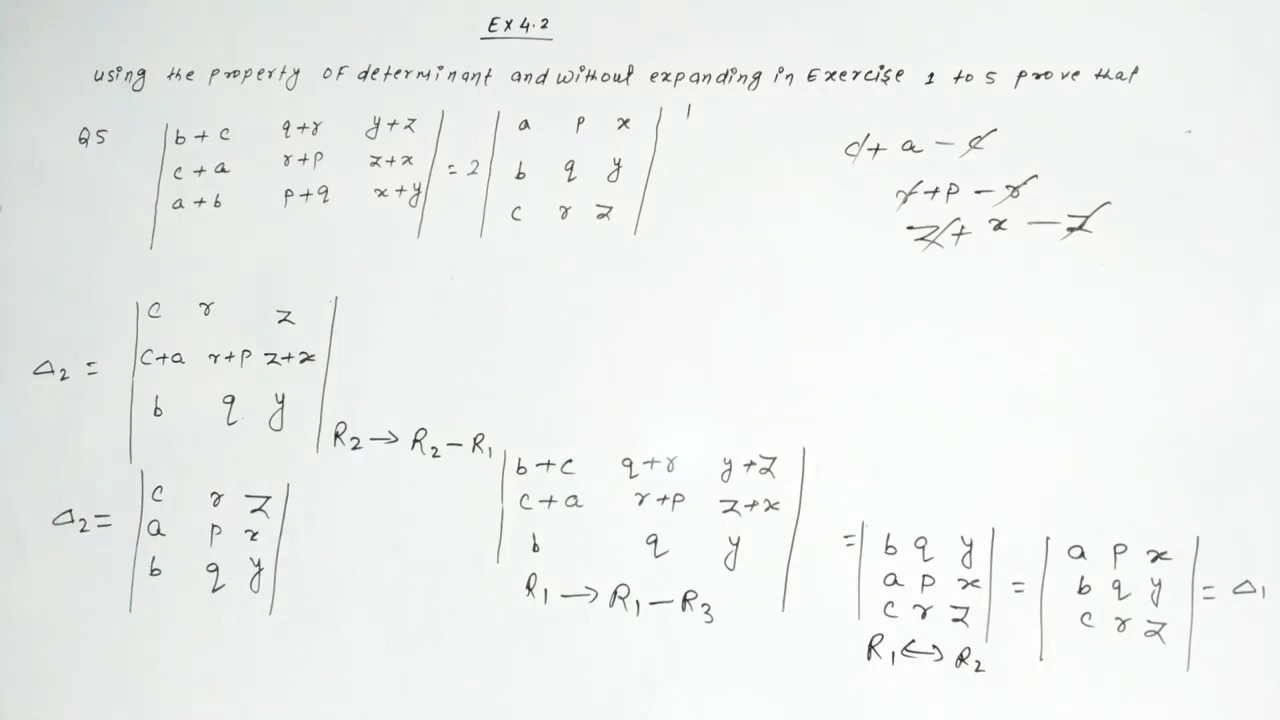 EX 4.2
using the property OF determinant and without expanding in Exercise 1 to 5 prove that
Q5 | b+c q+r y+z | = 2 | a p x |
| c+a r+p z+x | | b q y |
| a+b p+q x+y | | c r z |
c+a-c
r+p-r
z+x-z
Δ2 = | c r z |
| c+a r+p z+x |
| b q y |
R2 → R2-R1
Δ2 = | c r z |
| a p x |
| b q y |
| b+c q+r y+z |
| c+a r+p z+x |
| b q y |
R1 → R1-R3
= | b q y | = | a p x | = Δ1
| a p x | | b q y |
| c r z | | c r z |
R1 ↔ R2